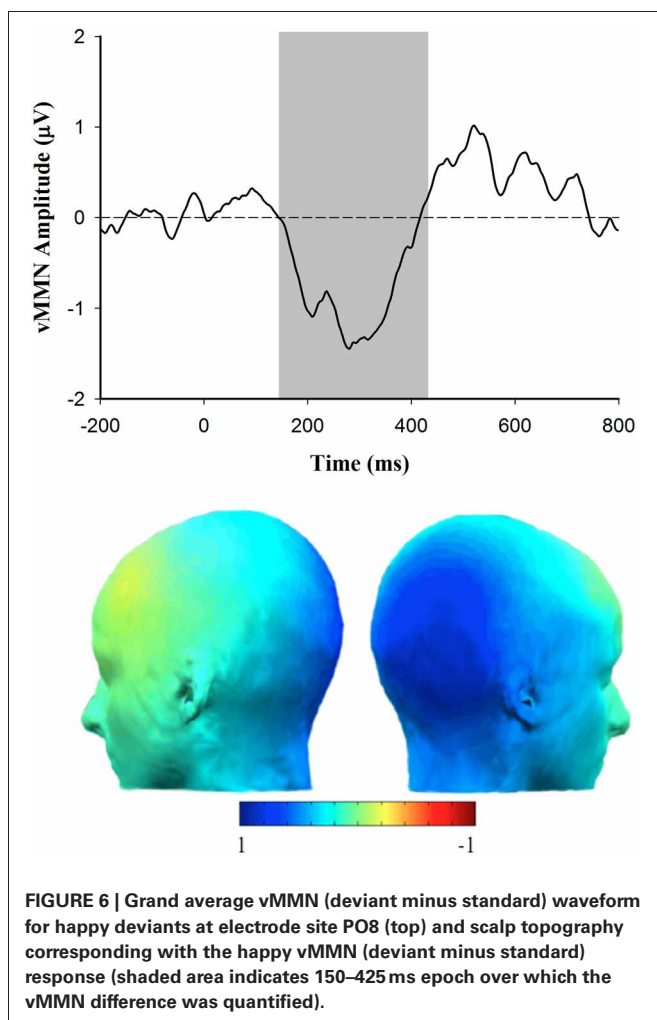 2
1
0
-1
-2
vMMN Amplitude (µV)
-200 0 200 400 600 800
Time (ms)
1 -1
FIGURE 6 | Grand average vMMN (deviant minus standard) waveform
for happy deviants at electrode site PO8 (top) and scalp topography
corresponding with the happy vMMN (deviant minus standard)
response (shaded area indicates 150–425 ms epoch over which the
vMMN difference was quantified).